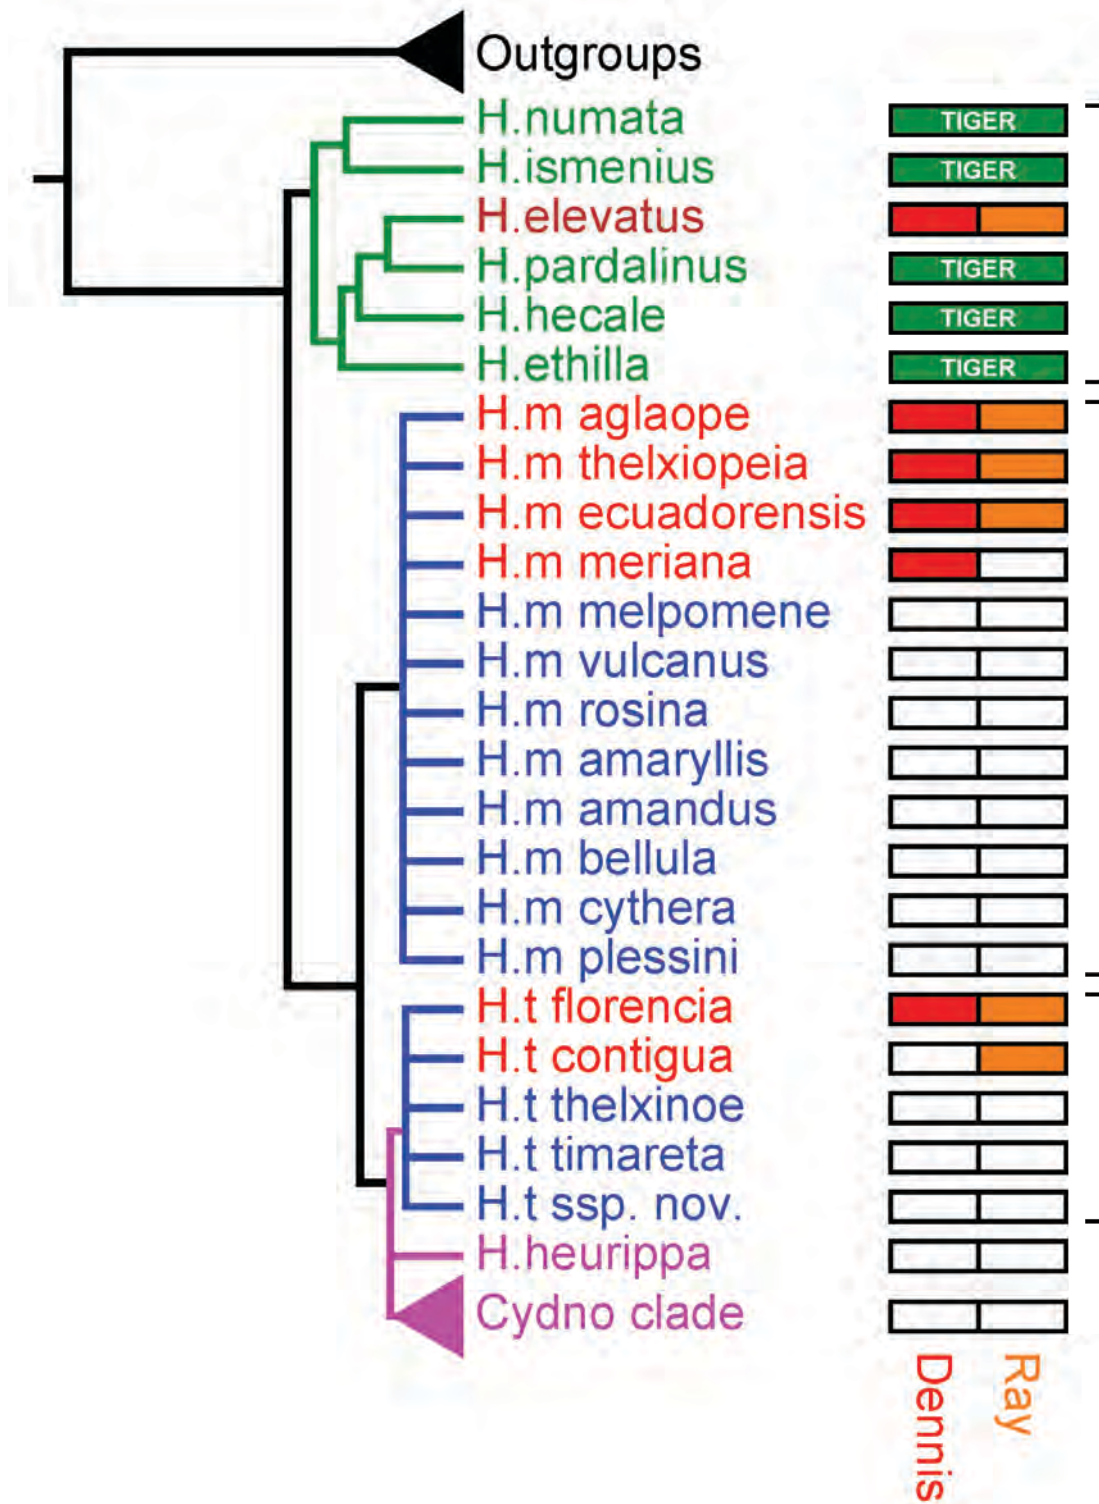 Outgroups
H.numata TIGER
H.ismenius TIGER
H.elevatus
H.pardalinus TIGER
H.hecale TIGER
H.ethilla TIGER
H.m aglaope
H.m thelxiopeia
H.m ecuadorensis
H.m meriana
H.m melpomene
H.m vulcanus
H.m rosina
H.m amaryllis
H.m amandus
H.m bellula
H.m cythera
H.m plessini
H.t florencia
H.t contigua
H.t thelxinoe
H.t timareta
H.t ssp. nov.
H.heurippa
Cydno clade
Dennis
Ray